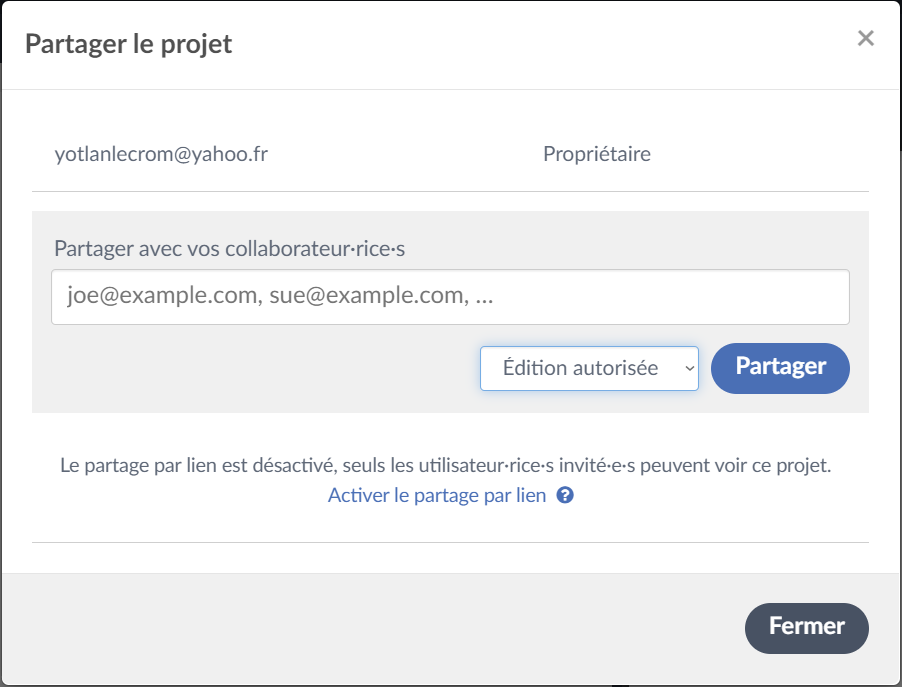 Partager le projet
×
yotlanlecrom@yahoo.fr Propriétaire
Partager avec vos collaborateur·rice·s
joe@example.com, sue@example.com, ...
Édition autorisée Partager
Le partage par lien est désactivé, seuls les utilisateur·rice·s invité·e·s peuvent voir ce projet.
Activer le partage par lien ?
Fermer